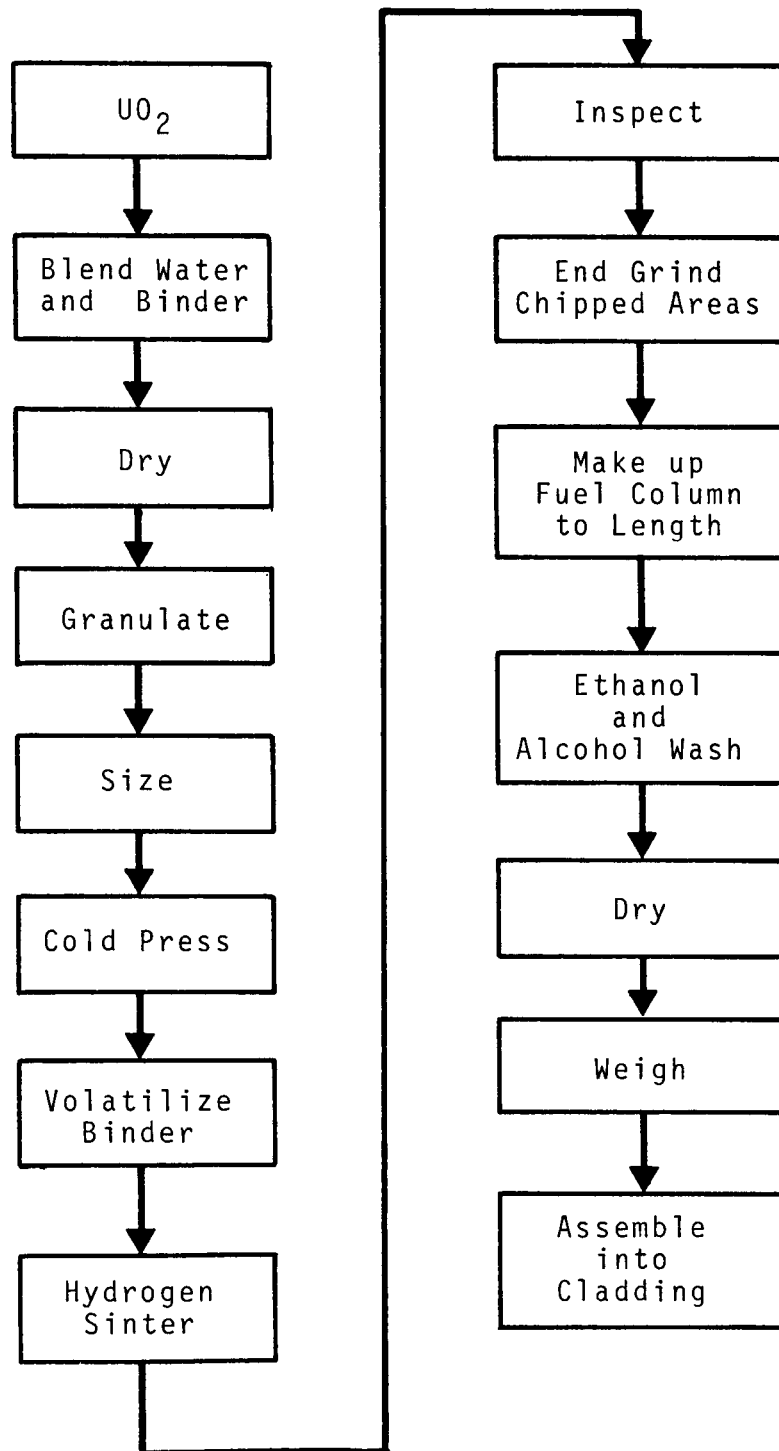 UO2
Blend Water
and Binder
Dry
Granulate
Size
Cold Press
Volatilize
Binder
Hydrogen
Sinter
Inspect
End Grind
Chipped Areas
Make up
Fuel Column
to Length
Ethanol
and
Alcohol Wash
Dry
Weigh
Assemble
into
Cladding